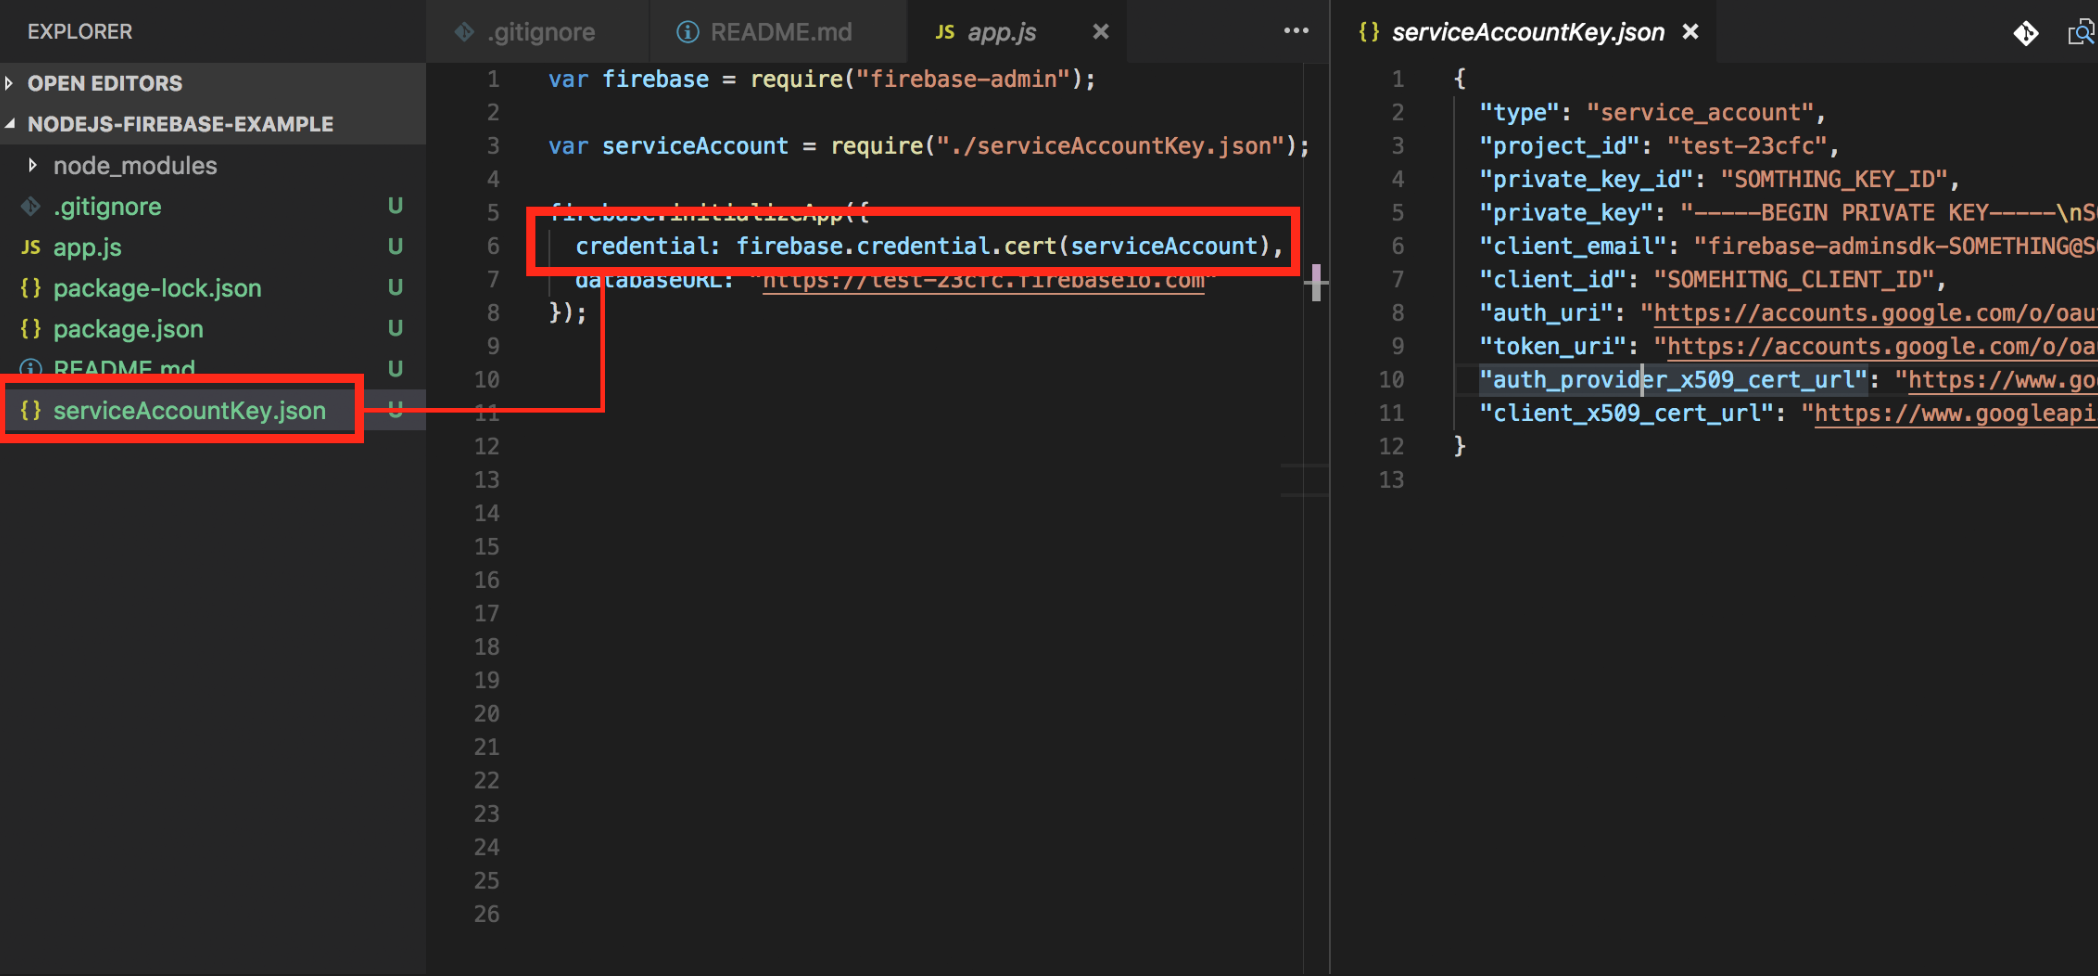 EXPLORER
OPEN EDITORS
NODEJS-FIREBASE-EXAMPLE
node_modules
.gitignore U
JS app.js U
{} package-lock.json U
{} package.json U
README.md U
{} serviceAccountKey.json U
.gitignore README.md JS app.js × ···
1 var firebase = require("firebase-admin");
2
3 var serviceAccount = require("./serviceAccountKey.json");
4
5 firebase.initializeApp({
6 credential: firebase.credential.cert(serviceAccount),
7 databaseURL: "https://test-23cfc.firebaseio.com"
8 });
9
10
11
12
13
14
15
16
17
18
19
20
21
22
23
24
25
26
{} serviceAccountKey.json ×
1 {
2 "type": "service_account",
3 "project_id": "test-23cfc",
4 "private_key_id": "SOMTHING_KEY_ID",
5 "private_key": "-----BEGIN PRIVATE KEY-----\nS
6 "client_email": "firebase-adminsdk-SOMETHING@S
7 "client_id": "SOMEHITNG_CLIENT_ID",
8 "auth_uri": "https://accounts.google.com/o/oau
9 "token_uri": "https://accounts.google.com/o/oa
10 "auth_provider_x509_cert_url": "https://www.go
11 "client_x509_cert_url": "https://www.googleapi
12 }
13